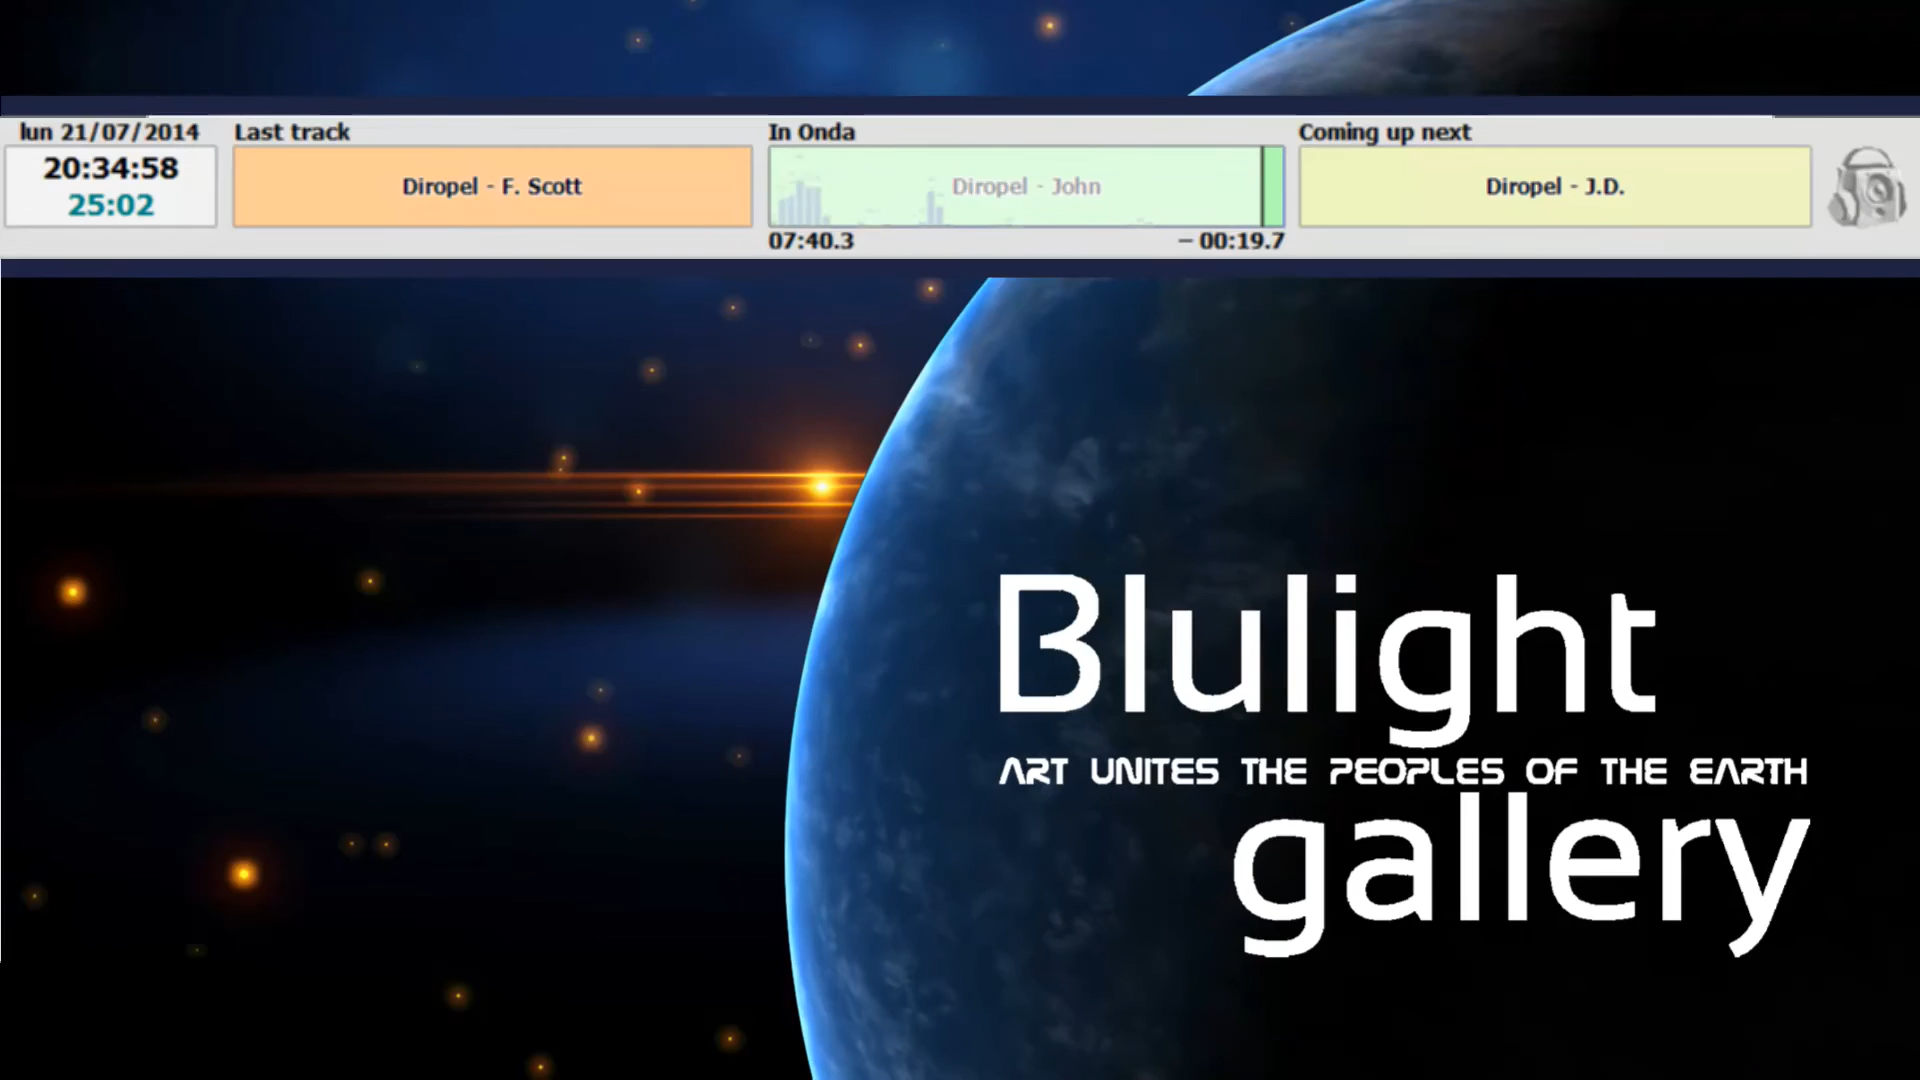 lun 21/07/2014 Last track In Onda Coming up next
20:34:58
25:02
Diropel - F. Scott Diropel - John Diropel - J.D.
07:40.3 – 00:19.7
Blulight
ART UNITES THE PEOPLES OF THE EARTH
gallery